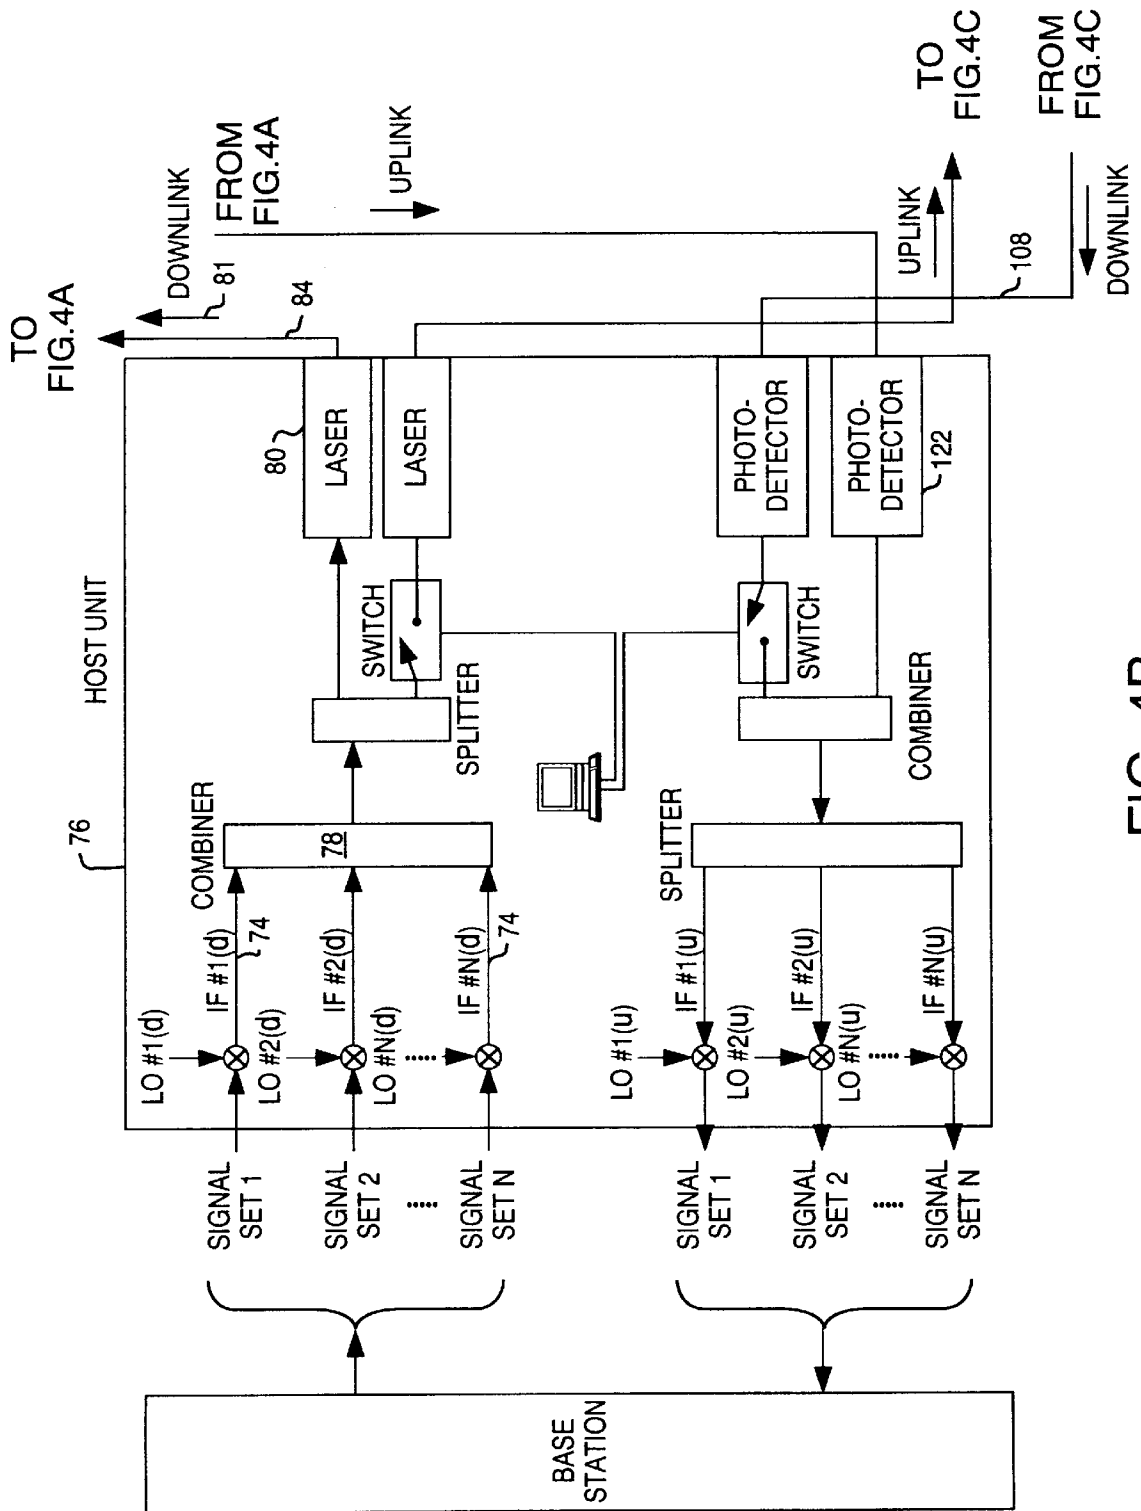 BASE
STATION
SIGNAL
SET 1
SIGNAL
SET 2
......
SIGNAL
SET N
SIGNAL
SET 1
SIGNAL
SET 2
......
SIGNAL
SET N
HOST UNIT
76
LO #1(d)
IF #1(d)
74
LO #2(d)
IF #2(d)
LO #N(d)
......
IF #N(d)
74
COMBINER
78
SPLITTER
SWITCH
80
LASER
LASER
LO #1(u)
IF #1(u)
LO #2(u)
IF #2(u)
LO #N(u)
......
IF #N(u)
SPLITTER
COMBINER
SWITCH
PHOTO-
DETECTOR
PHOTO-
DETECTOR
122
TO
FIG.4A
84
81
DOWNLINK
FROM
FIG.4A
UPLINK
UPLINK
TO
FIG.4C
108
FROM
FIG.4C
DOWNLINK